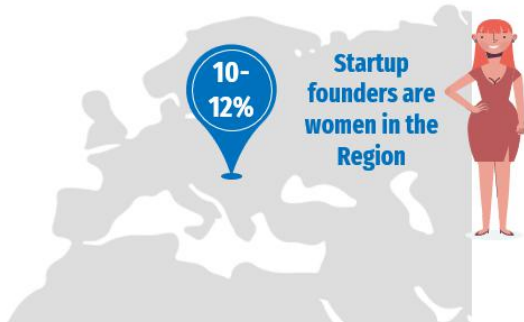 10-
12%
Startup
founders are
women in the
Region